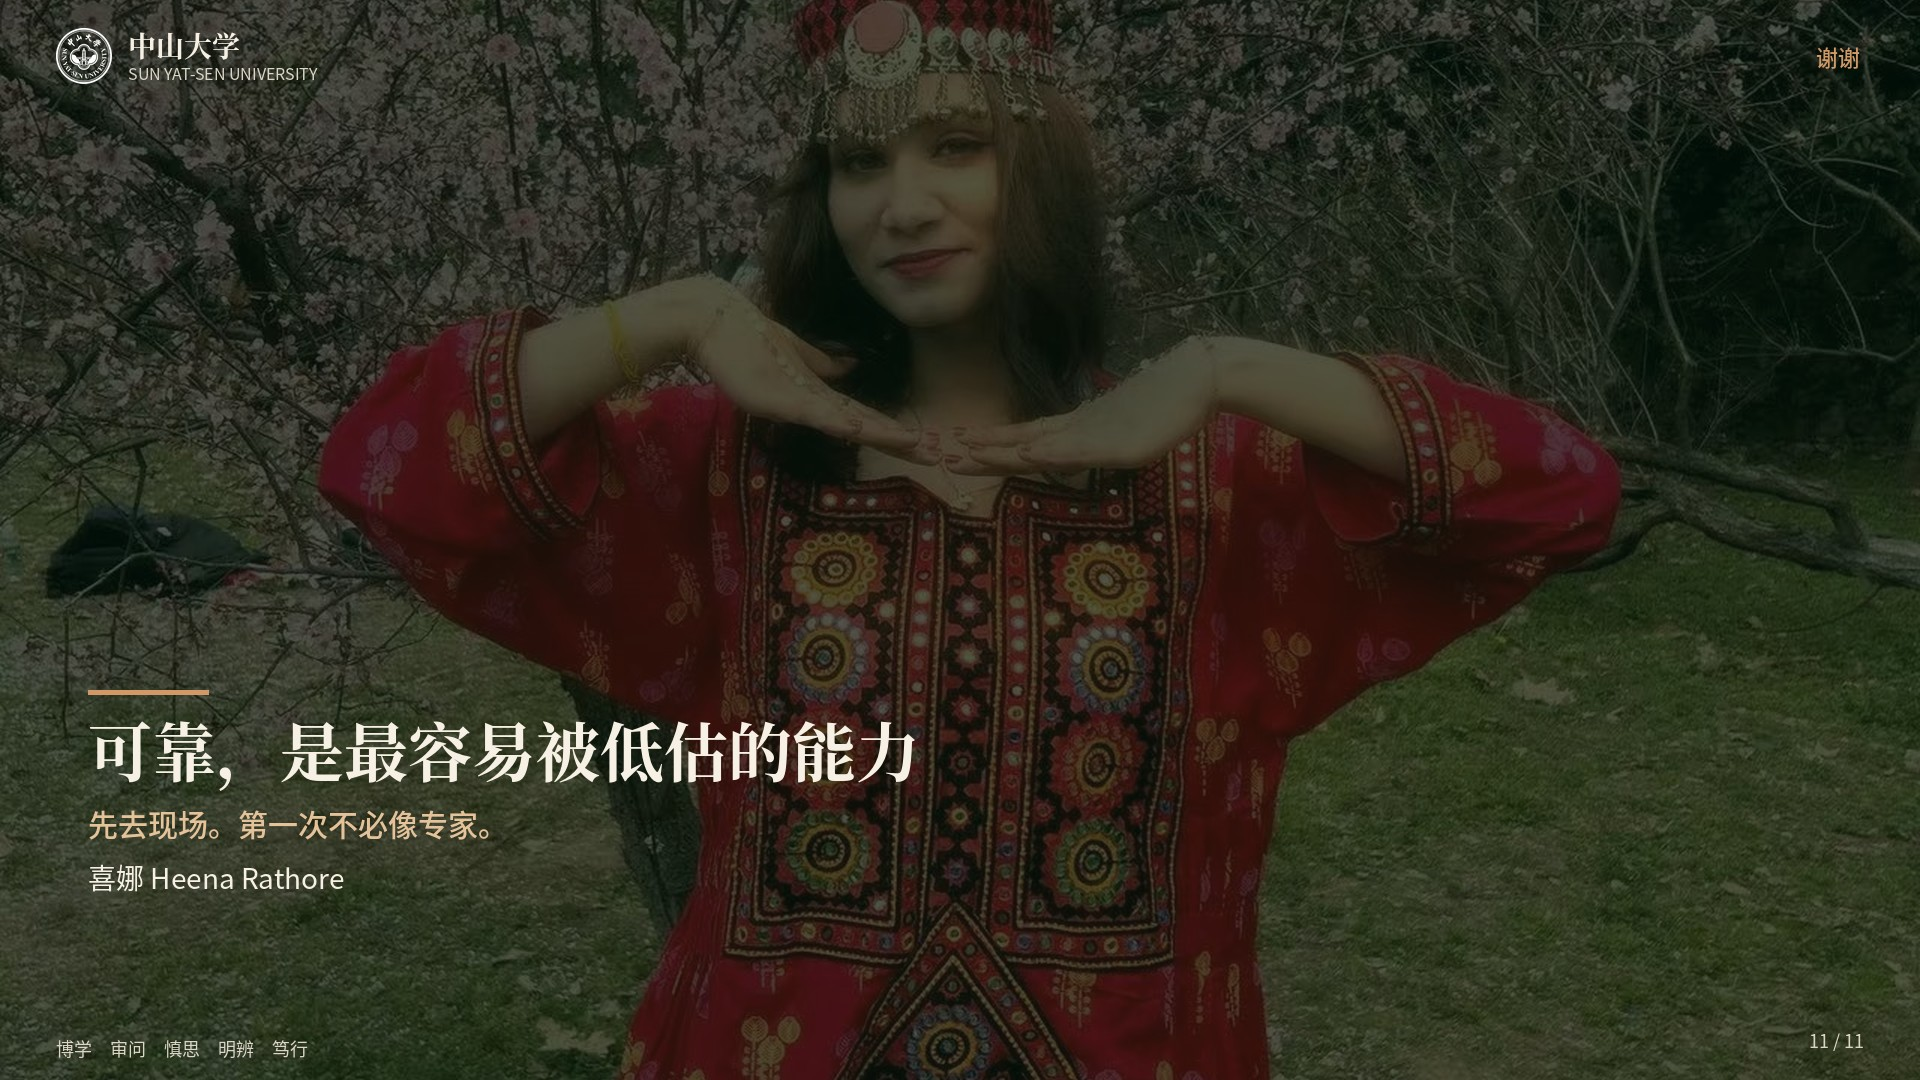 中山大学
SUN YAT-SEN UNIVERSITY
谢谢
可靠，是最容易被低估的能力
先去现场。第一次不必像专家。
喜娜 Heena Rathore
博学 审问 慎思 明辨 笃行
11 / 11